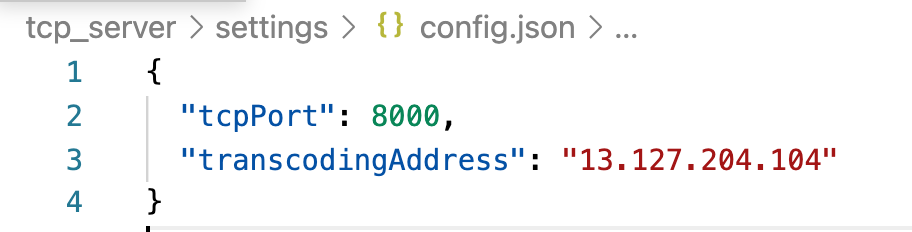 tcp_server > settings > {} config.json > ...
1 {
2 "tcpPort": 8000,
3 "transcodingAddress": "13.127.204.104"
4 }